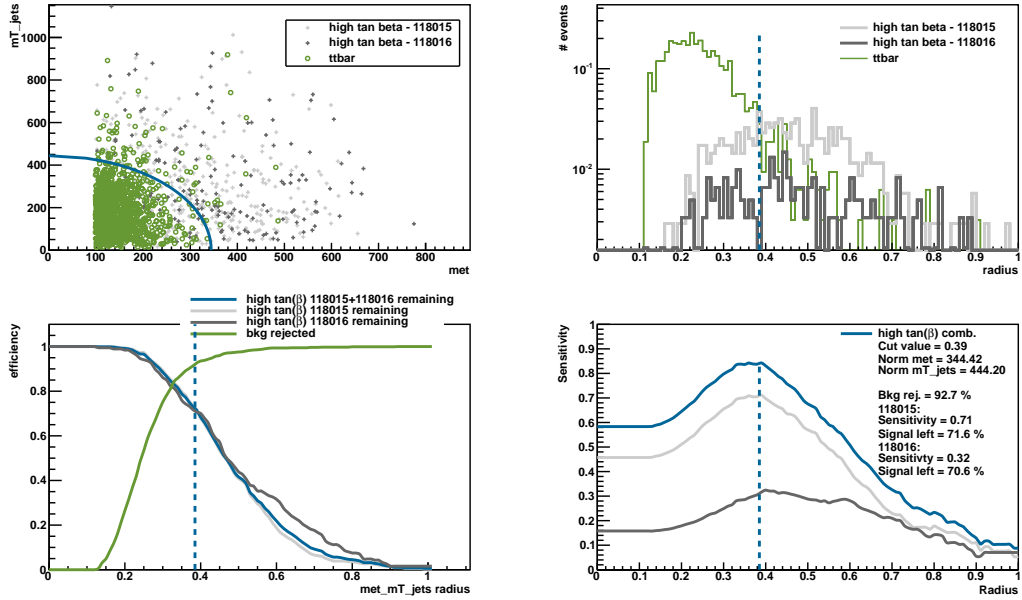 mT_jets
1000
800
600
400
200
0
0
100
200
300
400
500
600
700
800
met
high tan beta - 118015
high tan beta - 118016
ttbar
# events
10-1
10-2
0
0.1
0.2
0.3
0.4
0.5
0.6
0.7
0.8
0.9
1
radius
high tan beta - 118015
high tan beta - 118016
ttbar
high tan(β) 118015+118016 remaining
high tan(β) 118015 remaining
high tan(β) 118016 remaining
bkg rejected
efficiency
1
0.8
0.6
0.4
0.2
0
0
0.2
0.4
0.6
0.8
1
met_mT_jets radius
Sensitivity
1
0.9
0.8
0.7
0.6
0.5
0.4
0.3
0.2
0.1
0
0
0.1
0.2
0.3
0.4
0.5
0.6
0.7
0.8
0.9
1
Radius
high tan(β) comb.
Cut value = 0.39
Norm met = 344.42
Norm mT_jets = 444.20
Bkg rej. = 92.7 %
118015:
Sensitivity = 0.71
Signal left = 71.6 %
118016:
Sensitivty = 0.32
Signal left = 70.6 %